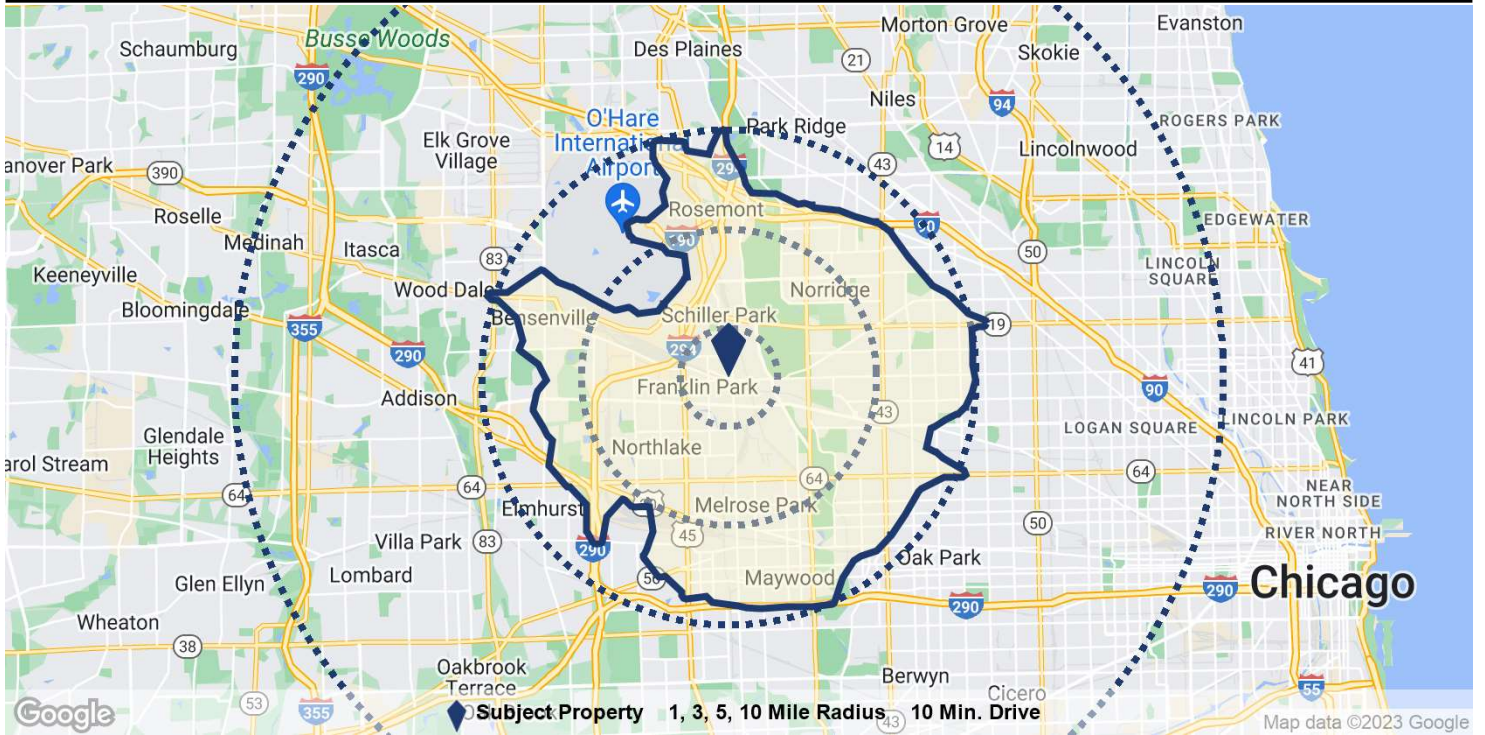 Evanston
Morton Grove
Schaumburg
Busse Woods
Des Plaines
Skokie
21
290
Niles
94
O'Hare
International
Airport
ROGERS PARK
Park Ridge
Elk Grove
Village
14
Lincolnwood
43
anover Park
390
Roselle
Rosemont
EDGEWATER
90
Medinah
Itasca
190
50
83
LINCOLN
SQUARE
Keeneyville
Wood Dale
Norridge
Bloomingdale
Bensenville
Schiller Park
355
19
294
290
41
Franklin Park
90
Addison
43
LINCOLN PARK
LOGAN SQUARE
Glendale
Heights
Northlake
arol Stream
64
64
64
64
NEAR
NORTH SIDE
Elmhurst
20
Melrose Park
50
RIVER NORTH
45
Villa Park
83
290
Oak Park
Glen Ellyn
Lombard
56
Maywood
290
290
Chicago
Wheaton
38
Oakbrook
Terrace
Berwyn
Cicero
55
53
355
Google
Subject Property 1, 3, 5, 10 Mile Radius 10 Min. Drive
43
Map data ©2023 Google